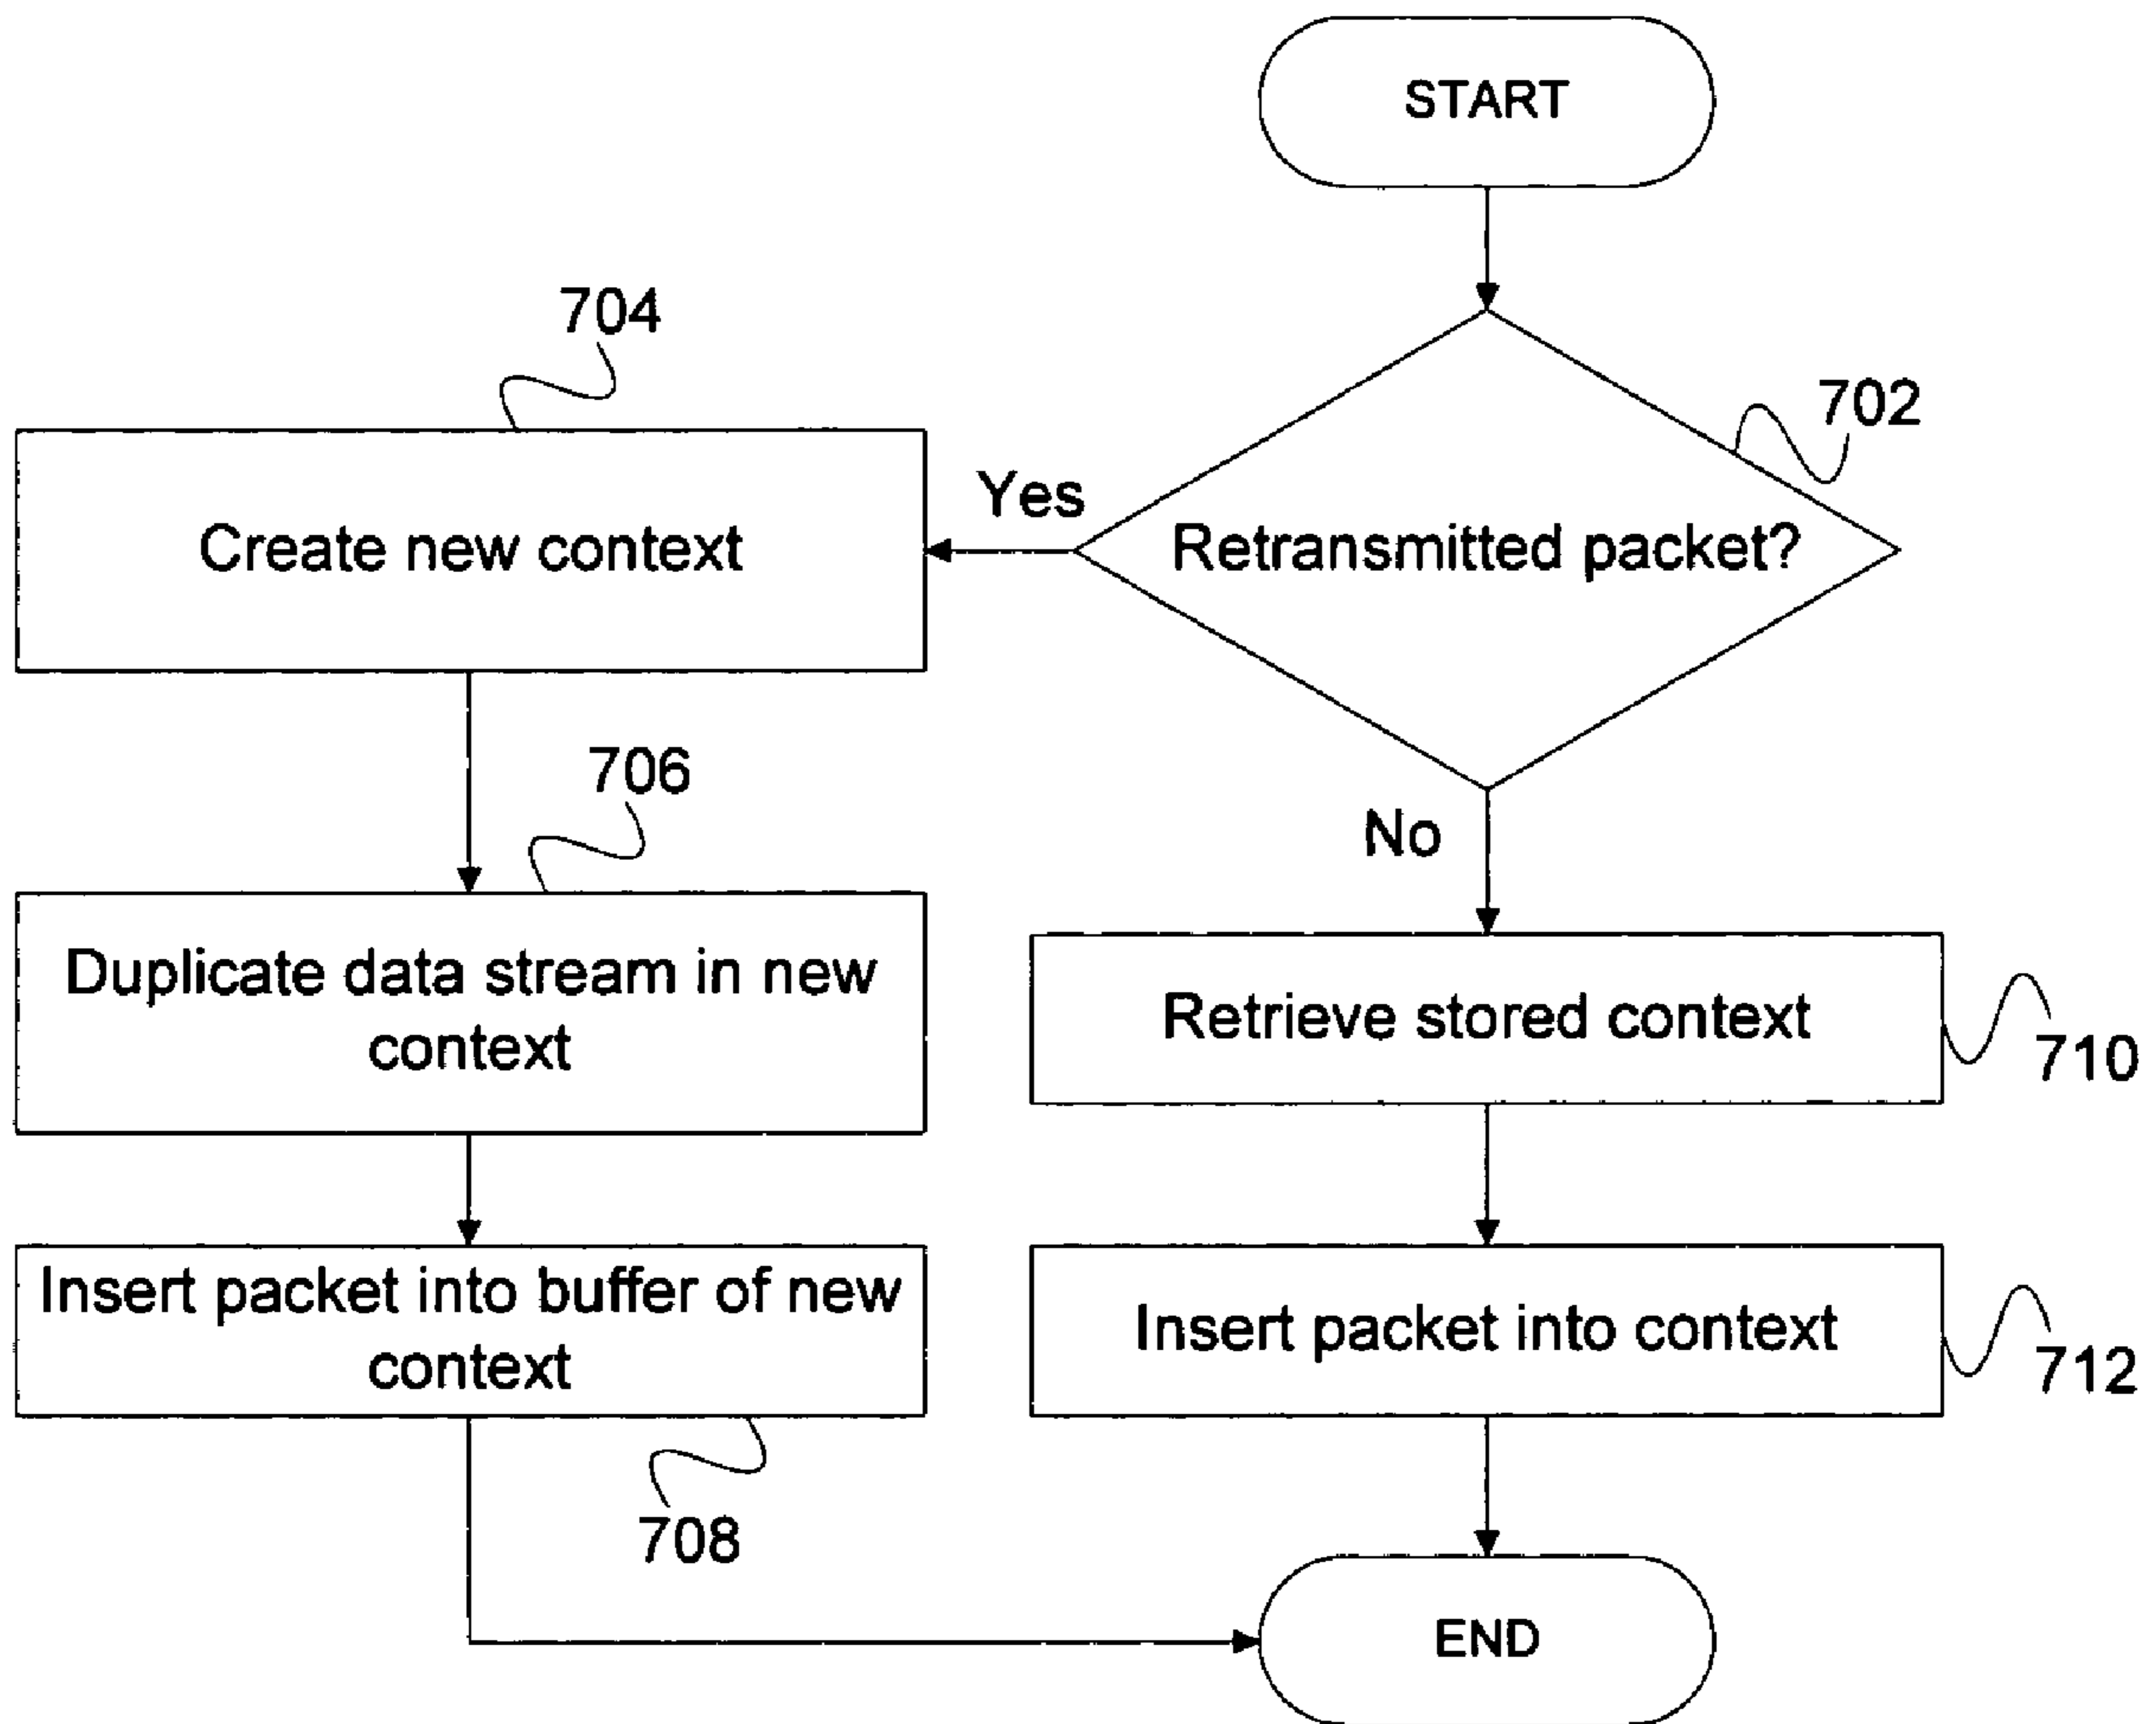 START
704
702
Yes
Create new context
Retransmitted packet?
706
No
Duplicate data stream in new
context
Retrieve stored context
710
Insert packet into buffer of new
context
Insert packet into context
712
708
END